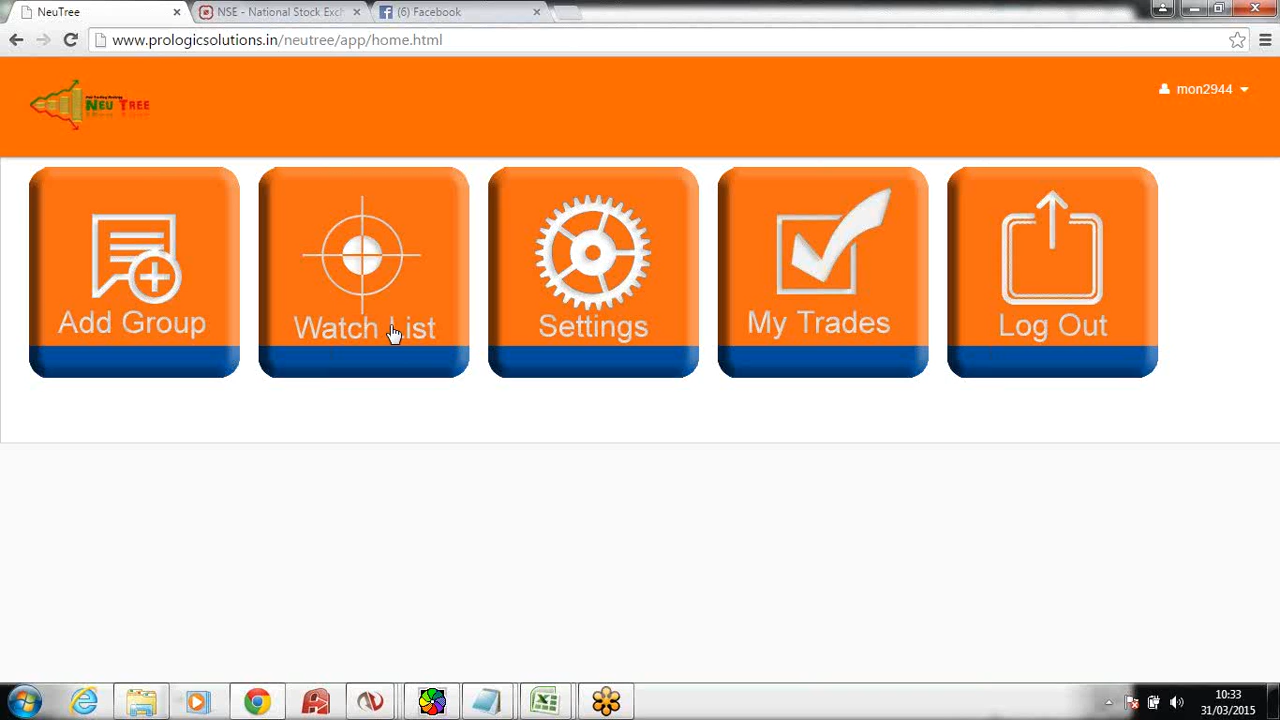 NeuTree
NSE - National Stock Exch
(6) Facebook
www.prologicsolutions.in/neutree/app/home.html
NEU TREE
mon2944
Add Group
Watch List
Settings
My Trades
Log Out
10:33
31/03/2015